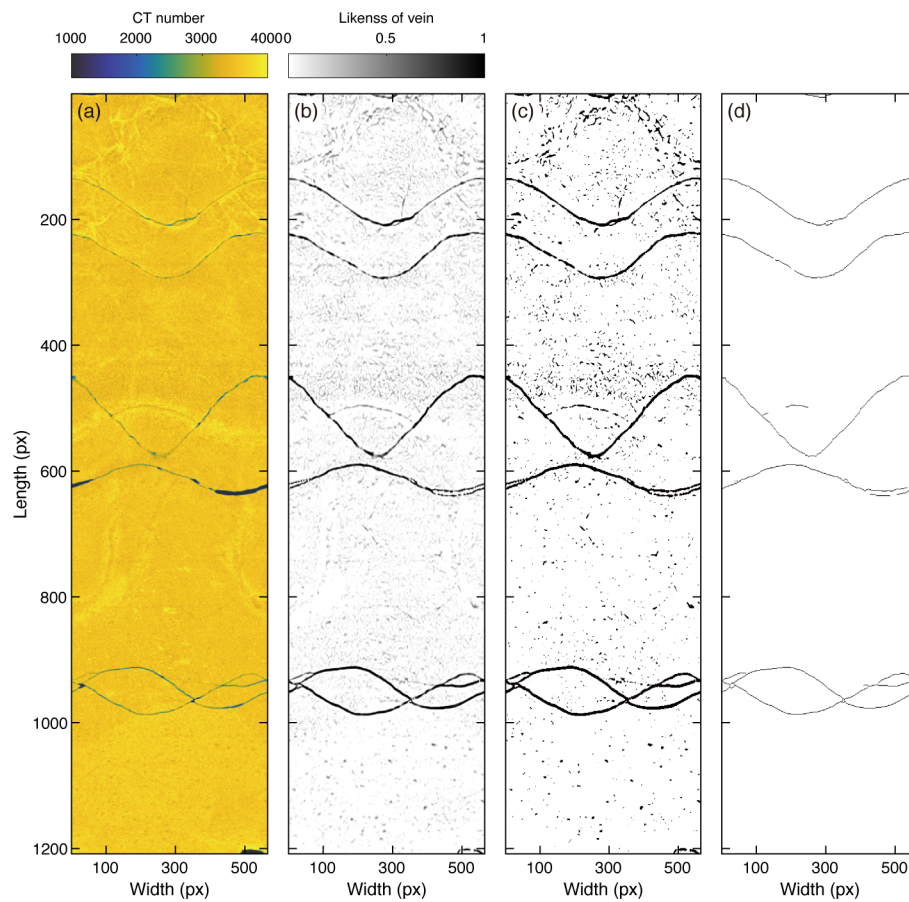 CT number
Likenss of vein
1000 2000 3000 40000 0.5 1
(a) (b) (c) (d)
200
400
600
800
1000
1200
Length (px)
100 300 500 100 300 500 100 300 500 100 300 500
Width (px) Width (px) Width (px) Width (px)